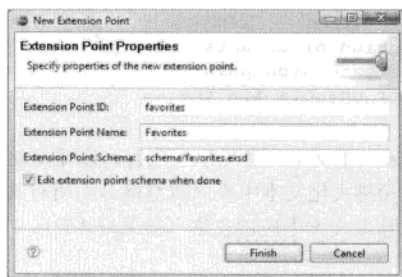 New Extension Point
Extension Point Properties
Specify properties of the new extension point.
Extension Point ID: favorites
Extension Point Name: Favorites
Extension Point Schema: schema/favorites.exsd
Edit extension point schema when done
Finish Cancel